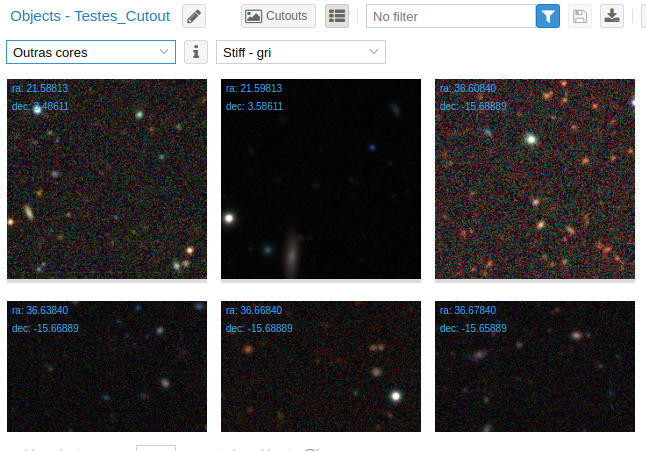 Objects - Testes_Cutout
Cutouts
No filter
Outras cores
Stiff - gri
ra: 21.58813
dec: 3.48611
ra: 21.59813
dec: 3.58611
ra: 36.60840
dec: -15.68889
ra: 36.63840
dec: -15.66889
ra: 36.66840
dec: -15.68889
ra: 36.67840
dec: -15.65889